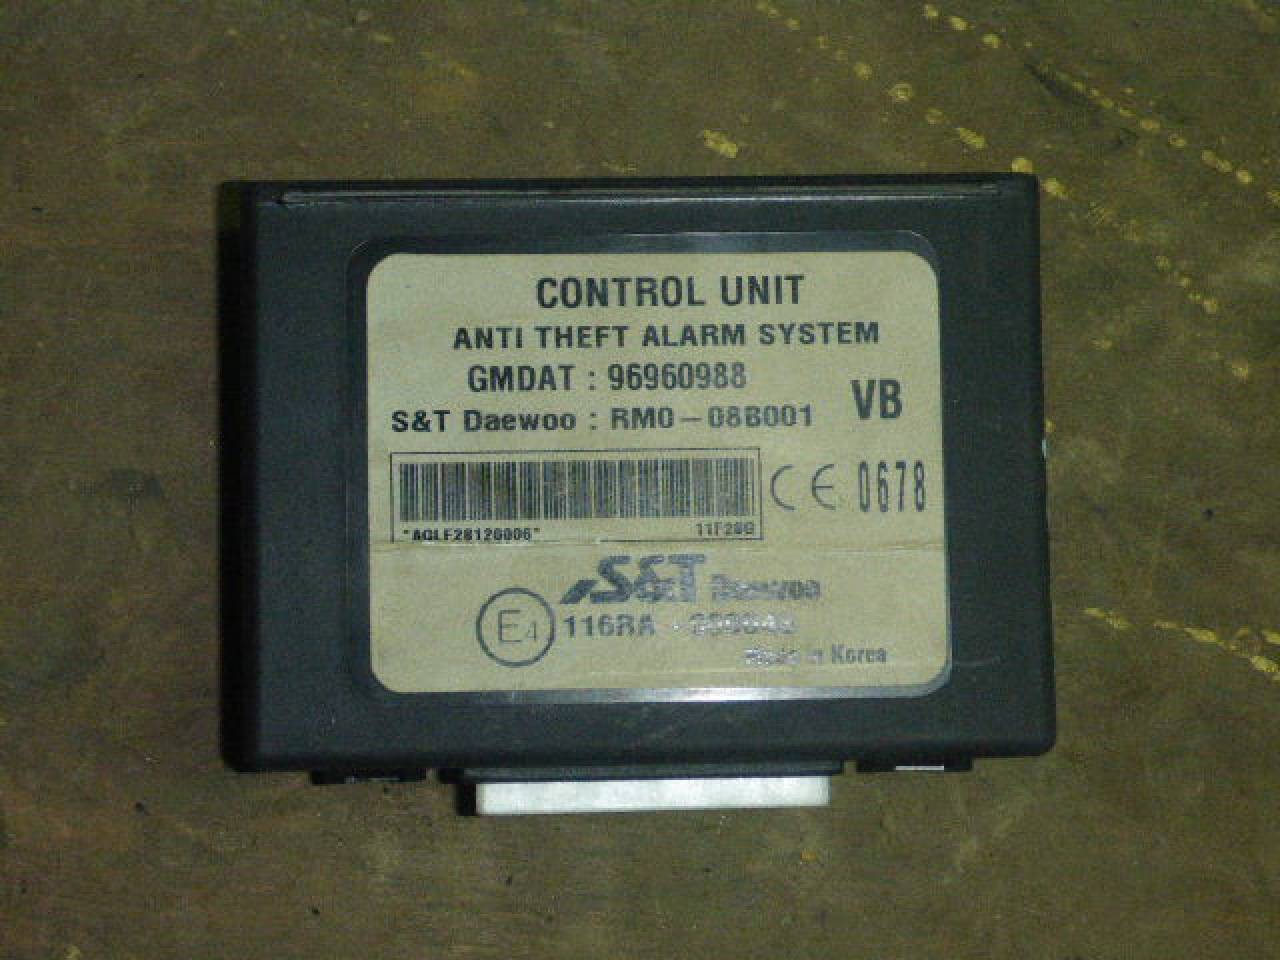 CONTROL UNIT
ANTI THEFT ALARM SYSTEM
GMDAT : 96960988
VB
S&T Daewoo : RM0-08B001
CE 0678
S&T Daewoo
E4
116RA -
Made in Korea